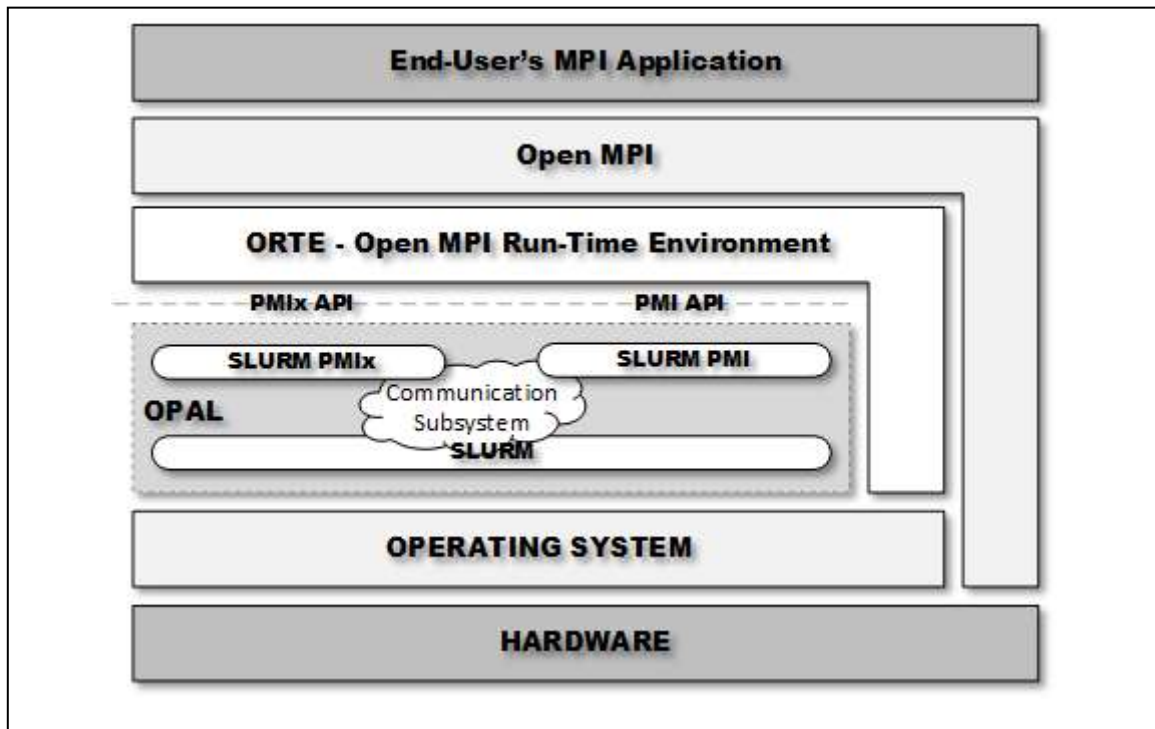 End-User's MPI Application
Open MPI
ORTE - Open MPI Run-Time Environment
PMIx API
PMI API
SLURM PMIx
SLURM PMI
Communication
Subsystem
OPAL
SLURM
OPERATING SYSTEM
HARDWARE